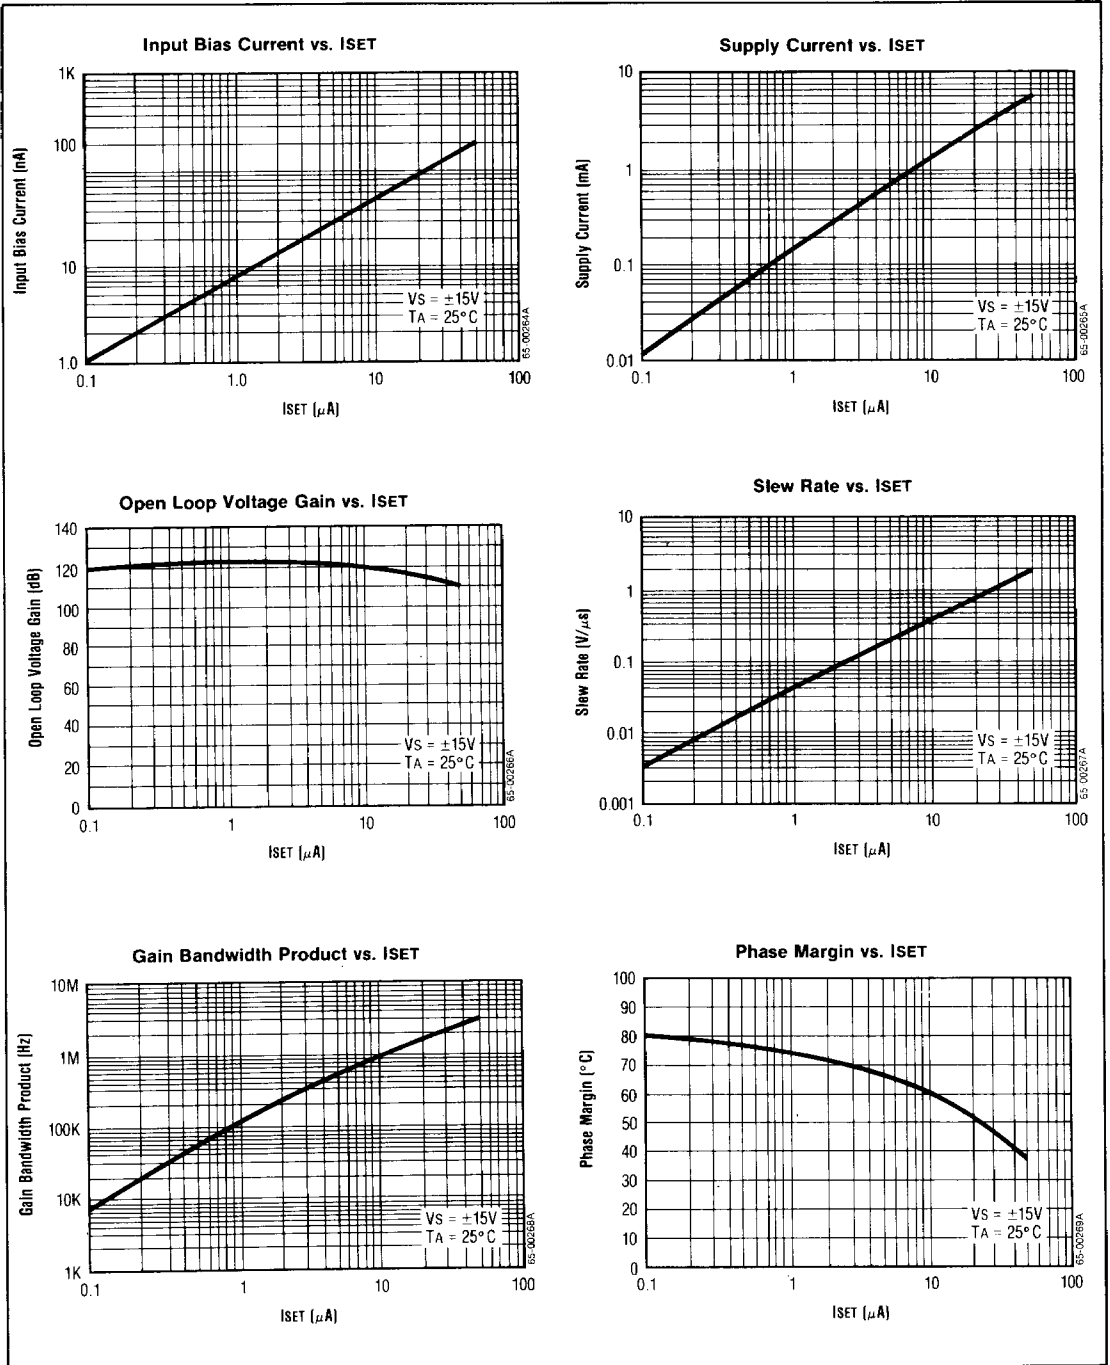 Input Bias Current vs. ISET
Input Bias Current (nA)
1K
100
10
1.0
0.1
1.0
10
100
VS = ±15V
TA = 25°C
65-00264A
ISET (μA)
Supply Current vs. ISET
Supply Current (mA)
10
1
0.1
0.01
0.1
1
10
100
VS = ±15V
TA = 25°C
65-00265A
ISET (μA)
Open Loop Voltage Gain vs. ISET
Open Loop Voltage Gain (dB)
140
120
100
80
60
40
20
0
0.1
1
10
100
VS = ±15V
TA = 25°C
65-00266A
ISET (μA)
Slew Rate vs. ISET
Slew Rate (V/μs)
10
1
0.1
0.01
0.001
0.1
1
10
100
VS = ±15V
TA = 25°C
65-00267A
ISET (μA)
Gain Bandwidth Product vs. ISET
Gain Bandwidth Product (Hz)
10M
1M
100K
10K
1K
0.1
1
10
100
VS = ±15V
TA = 25°C
65-00268A
ISET (μA)
Phase Margin vs. ISET
Phase Margin (°C)
100
90
80
70
60
50
40
30
20
10
0
0.1
1
10
100
VS = ±15V
TA = 25°C
65-00269A
ISET (μA)